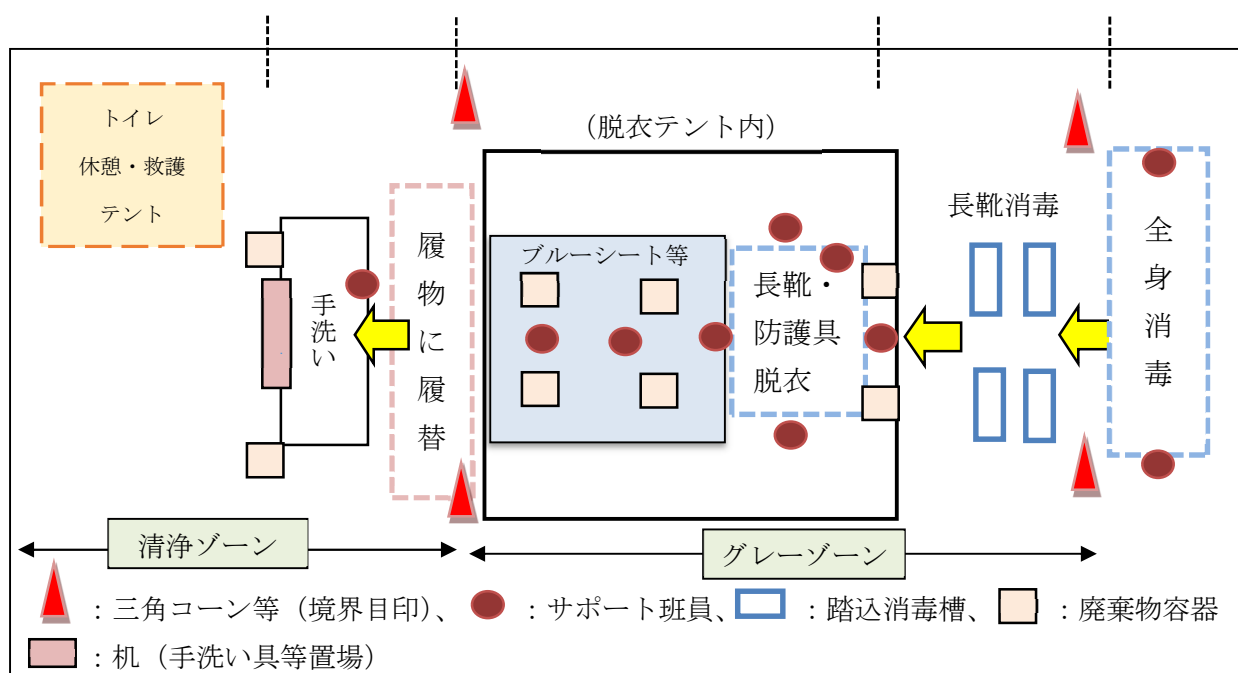 トイレ
休憩・救護
テント
(脱衣テント内)
長靴消毒
全身消毒
ブルーシート等
長靴・
防護具
脱衣
履物に履替
手洗い
清浄ゾーン
グレーゾーン
：三角コーン等（境界目印）、：サポート班員、：踏込消毒槽、：廃棄物容器
：机（手洗い具等置場）